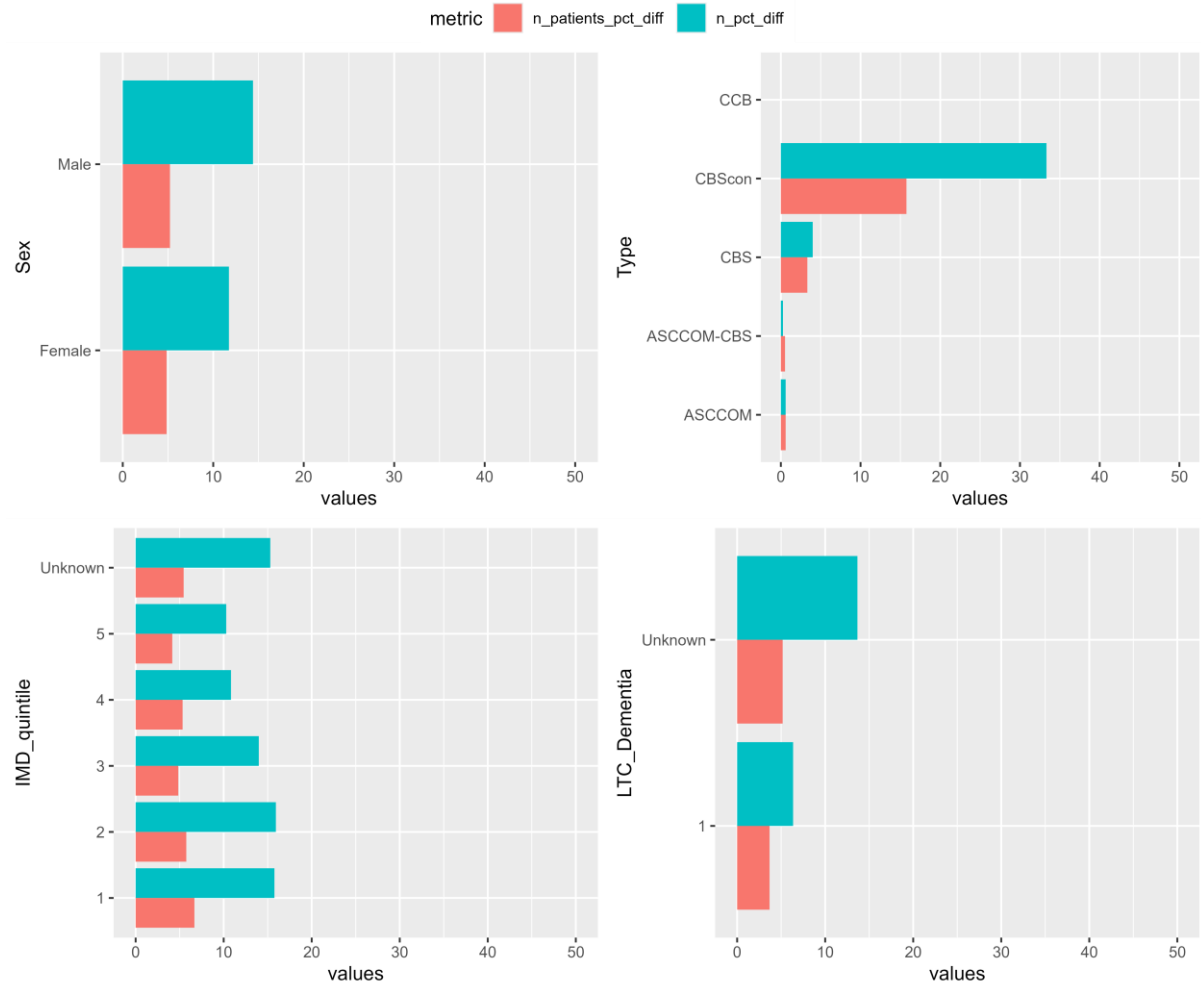 metric n_patients_pct_diff n_pct_diff
Sex
Male
Female
0 10 20 30 40 50
values
Type
CCB
CBScon
CBS
ASCCOM-CBS
ASCCOM
0 10 20 30 40 50
values
IMD_quintile
Unknown
5
4
3
2
1
0 10 20 30 40 50
values
LTC_Dementia
Unknown
1
0 10 20 30 40 50
values